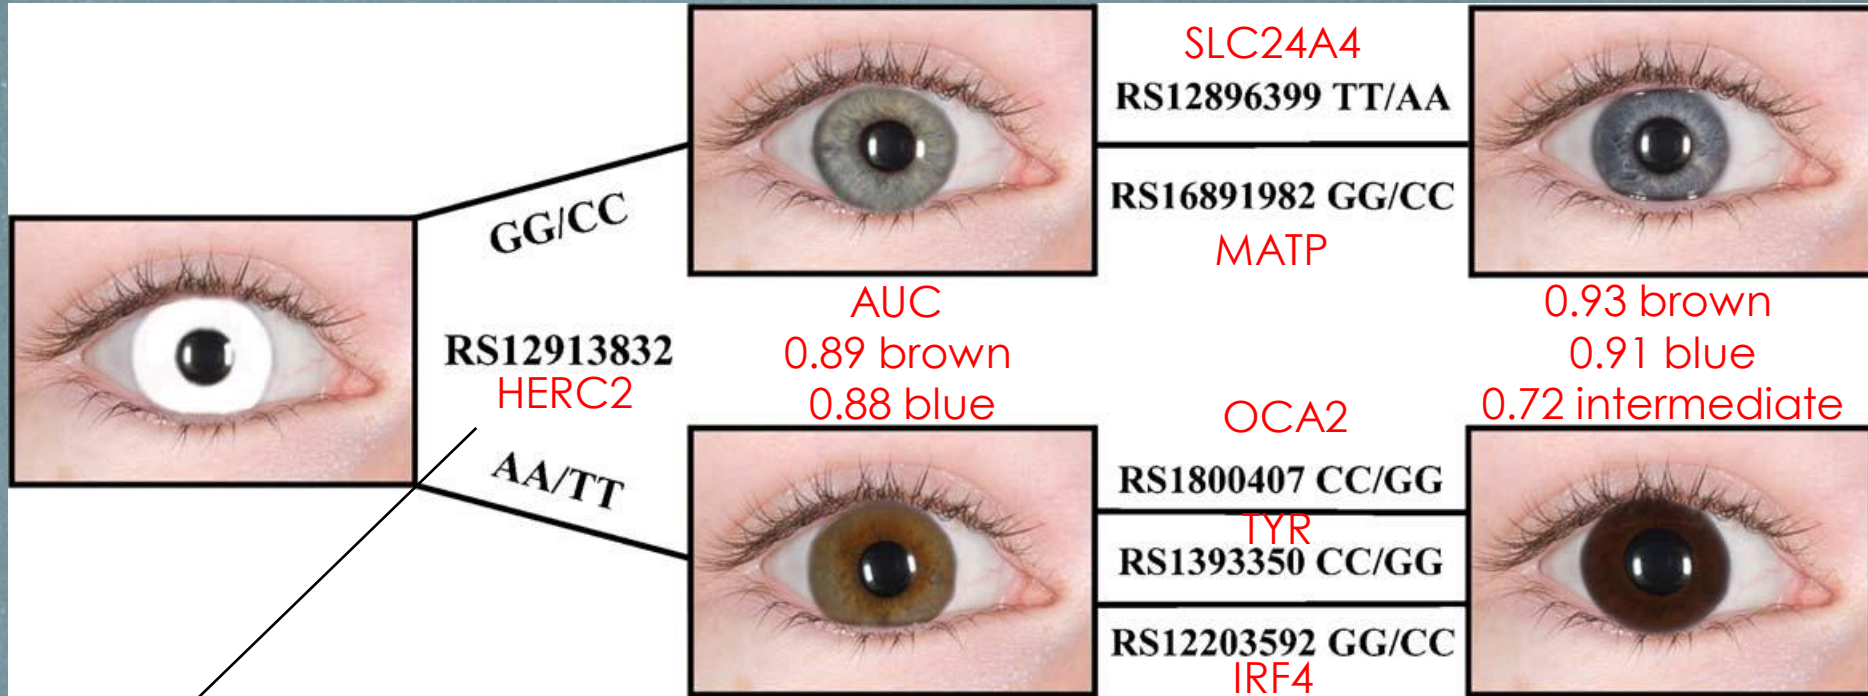 GG/CC
RS12913832
HERC2
AA/TT
AUC
0.89 brown
0.88 blue
SLC24A4
RS12896399 TT/AA
RS16891982 GG/CC
MATP
OCA2
RS1800407 CC/GG
TYR
RS1393350 CC/GG
RS12203592 GG/CC
IRF4
0.93 brown
0.91 blue
0.72 intermediate